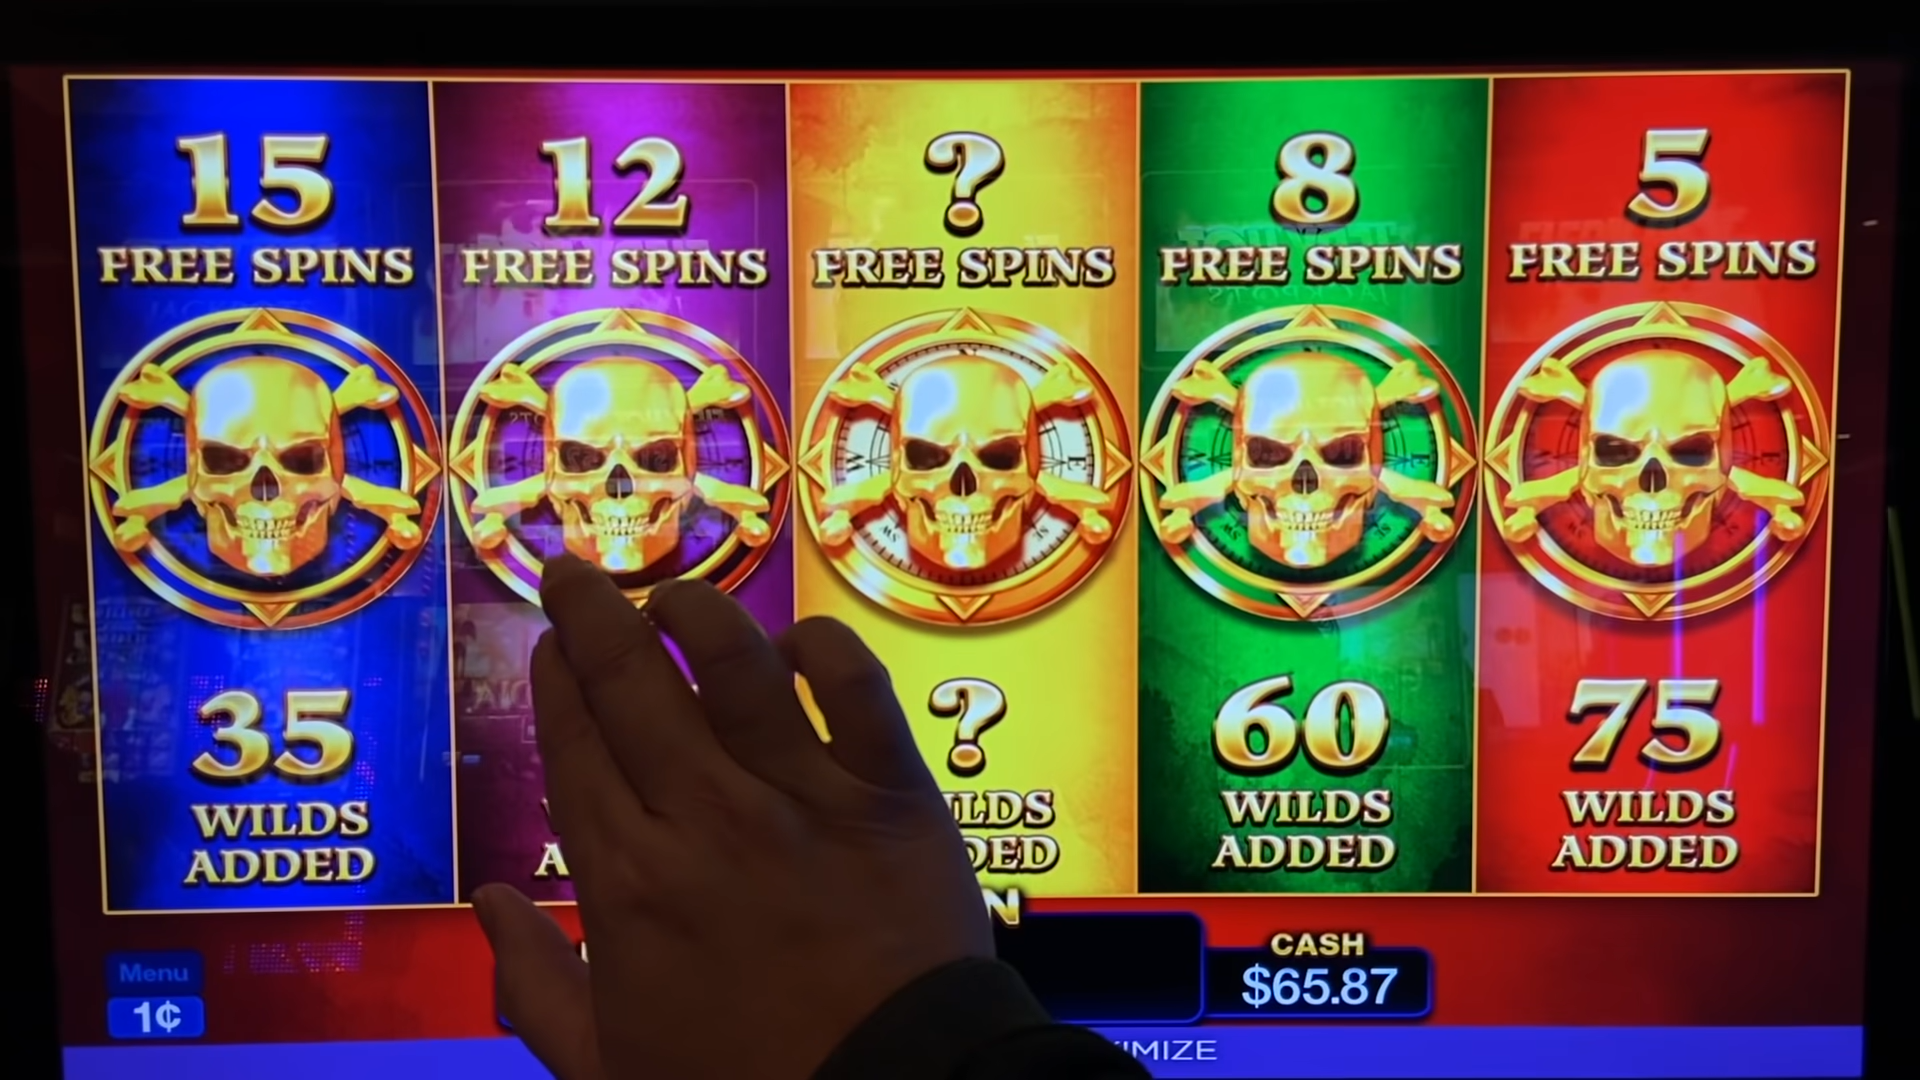 15
FREE SPINS
35
WILDS
ADDED
12
FREE SPINS
?
FREE SPINS
?
8
FREE SPINS
60
WILDS
ADDED
5
FREE SPINS
75
WILDS
ADDED
CASH
$65.87
Menu
1¢